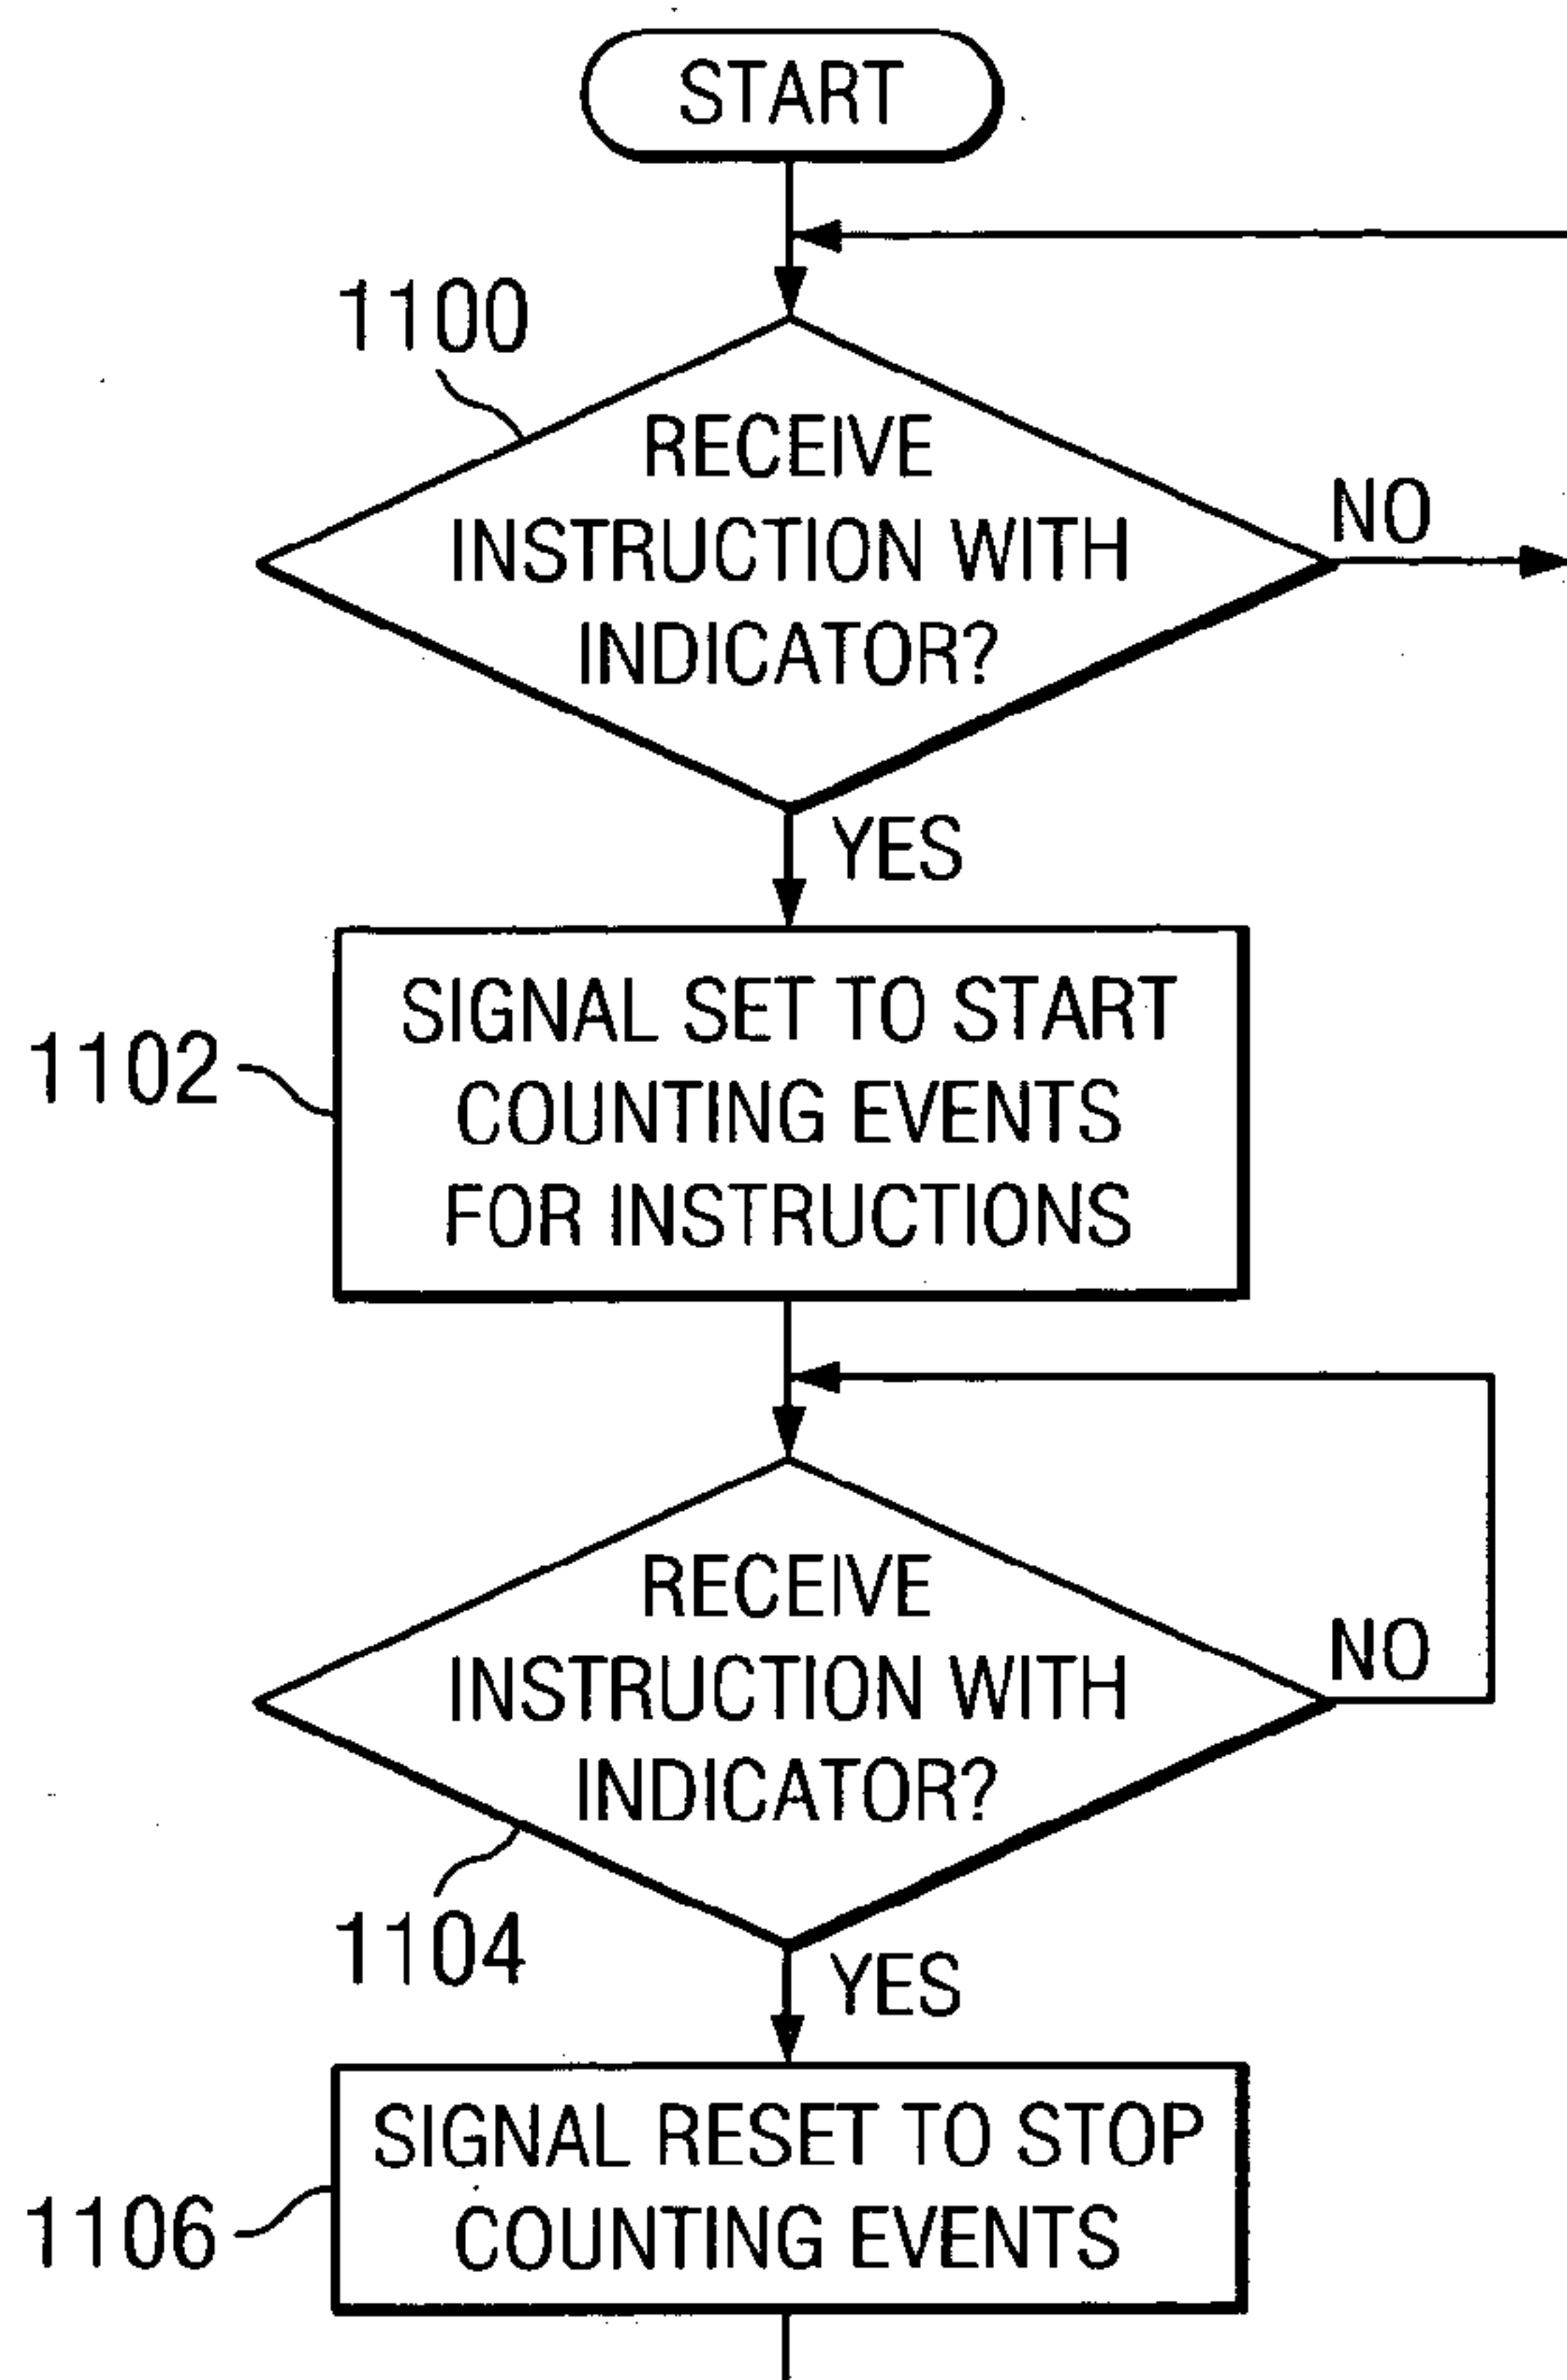 START
1100
RECEIVE
INSTRUCTION WITH
INDICATOR?
NO
YES
1102
SIGNAL SET TO START
COUNTING EVENTS
FOR INSTRUCTIONS
RECEIVE
INSTRUCTION WITH
INDICATOR?
NO
1104
YES
1106
SIGNAL RESET TO STOP
COUNTING EVENTS